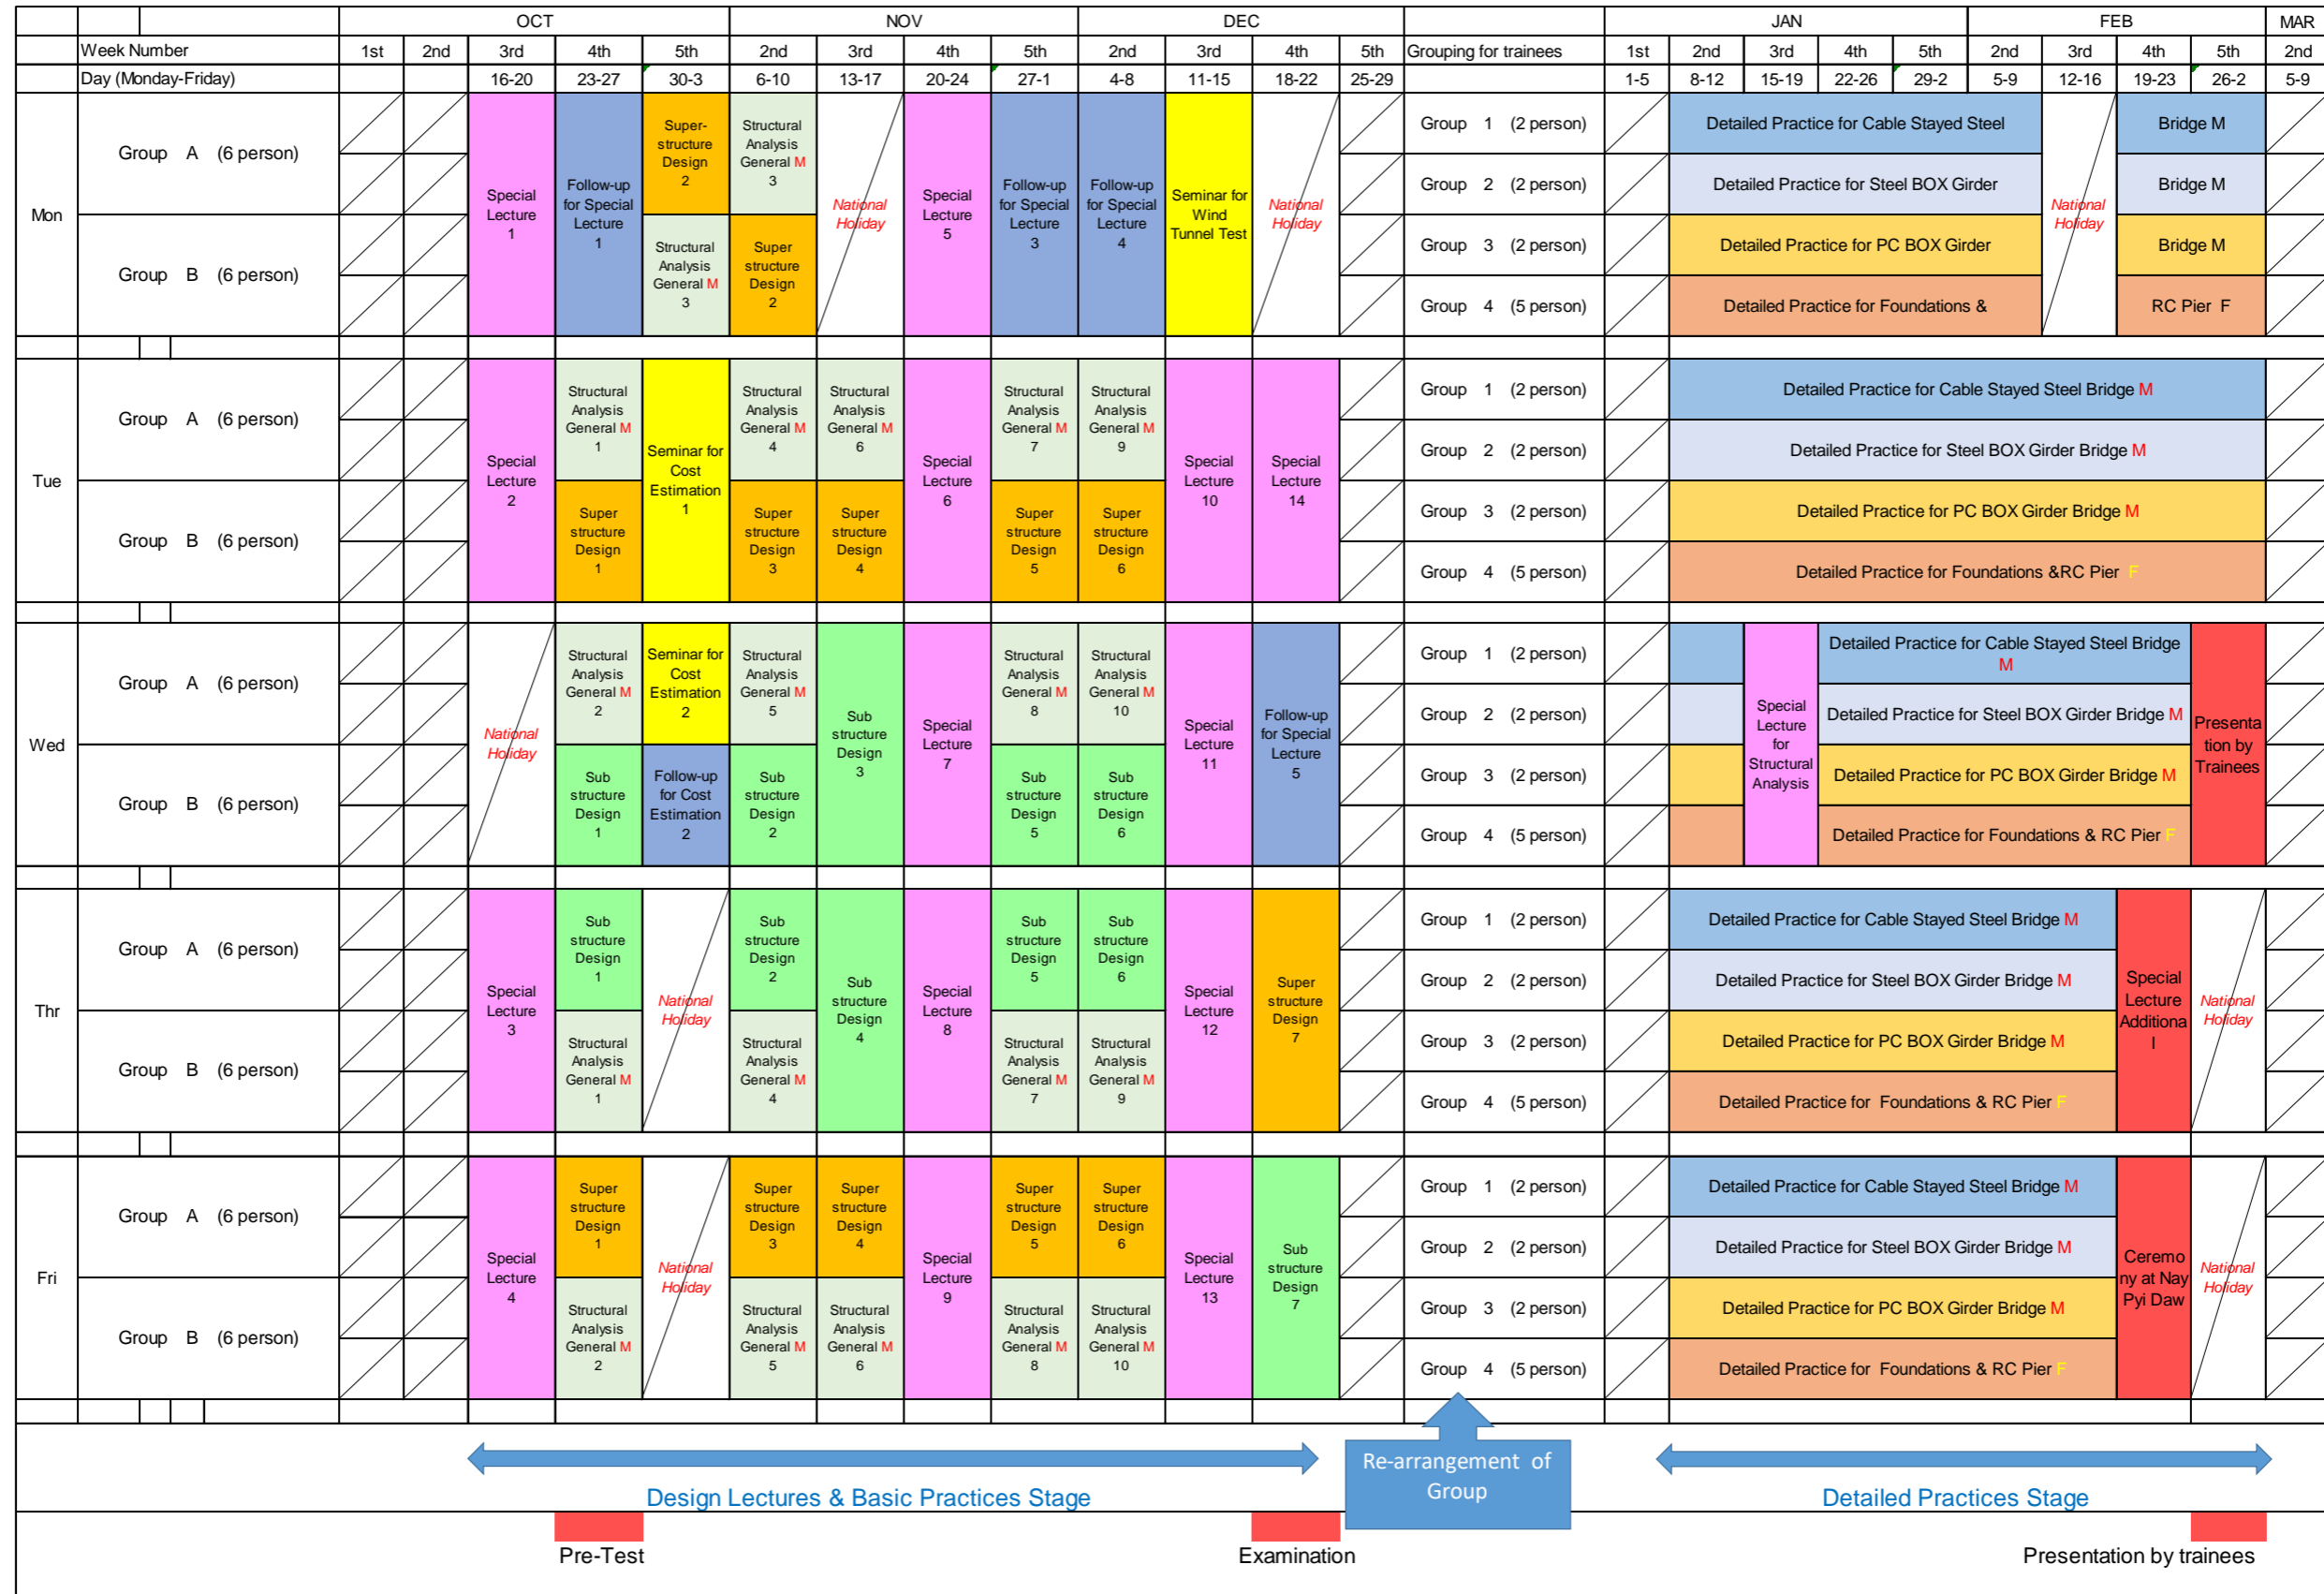 OCT NOV DEC JAN FEB MAR
Week Number 1st 2nd 3rd 4th 5th 2nd 3rd 4th 5th 2nd 3rd 4th 5th Grouping for trainees 1st 2nd 3rd 4th 5th 2nd 3rd 4th 5th 2nd
Day (Monday-Friday) 16-20 23-27 30-3 6-10 13-17 20-24 27-1 4-8 11-15 18-22 25-29 1-5 8-12 15-19 22-26 29-2 5-9 12-16 19-23 26-2 5-9
Mon
Group A (6 person)
Group B (6 person)
Special
Lecture
1
Follow-up
for Special
Lecture
1
Super-
structure
Design
2
Structural
Analysis
General M
3
Structural
Analysis
General M
3
Super
structure
Design
2
National
Holiday
Special
Lecture
5
Follow-up
for Special
Lecture
3
Follow-up
for Special
Lecture
4
Seminar for
Wind
Tunnel Test
National
Holiday
Group 1 (2 person)
Group 2 (2 person)
Group 3 (2 person)
Group 4 (5 person)
Detailed Practice for Cable Stayed Steel
Detailed Practice for Steel BOX Girder
Detailed Practice for PC BOX Girder
Detailed Practice for Foundations &
National
Holiday
Bridge M
Bridge M
Bridge M
RC Pier F
Tue
Group A (6 person)
Group B (6 person)
Special
Lecture
2
Structural
Analysis
General M
1
Super
structure
Design
1
Seminar for
Cost
Estimation
1
Structural
Analysis
General M
4
Super
structure
Design
3
Structural
Analysis
General M
6
Super
structure
Design
4
Special
Lecture
6
Structural
Analysis
General M
7
Super
structure
Design
5
Structural
Analysis
General M
9
Super
structure
Design
6
Special
Lecture
10
Special
Lecture
14
Group 1 (2 person)
Group 2 (2 person)
Group 3 (2 person)
Group 4 (5 person)
Detailed Practice for Cable Stayed Steel Bridge M
Detailed Practice for Steel BOX Girder Bridge M
Detailed Practice for PC BOX Girder Bridge M
Detailed Practice for Foundations &RC Pier F
Wed
Group A (6 person)
Group B (6 person)
National
Holiday
Structural
Analysis
General M
2
Sub
structure
Design
1
Seminar for
Cost
Estimation
2
Follow-up
for Cost
Estimation
2
Structural
Analysis
General M
5
Sub
structure
Design
2
Sub
structure
Design
3
Special
Lecture
7
Structural
Analysis
General M
8
Sub
structure
Design
5
Structural
Analysis
General M
10
Sub
structure
Design
6
Special
Lecture
11
Follow-up
for Special
Lecture
5
Group 1 (2 person)
Group 2 (2 person)
Group 3 (2 person)
Group 4 (5 person)
Special
Lecture
for
Structural
Analysis
Detailed Practice for Cable Stayed Steel Bridge
M
Detailed Practice for Steel BOX Girder Bridge M
Detailed Practice for PC BOX Girder Bridge M
Detailed Practice for Foundations & RC Pier F
Presenta
tion by
Trainees
Thr
Group A (6 person)
Group B (6 person)
Special
Lecture
3
Sub
structure
Design
1
Structural
Analysis
General M
1
National
Holiday
Sub
structure
Design
2
Structural
Analysis
General M
4
Sub
structure
Design
4
Special
Lecture
8
Sub
structure
Design
5
Structural
Analysis
General M
7
Sub
structure
Design
6
Structural
Analysis
General M
9
Special
Lecture
12
Super
structure
Design
7
Group 1 (2 person)
Group 2 (2 person)
Group 3 (2 person)
Group 4 (5 person)
Detailed Practice for Cable Stayed Steel Bridge M
Detailed Practice for Steel BOX Girder Bridge M
Detailed Practice for PC BOX Girder Bridge M
Detailed Practice for Foundations & RC Pier F
Special
Lecture
Additiona
l
National
Holiday
Fri
Group A (6 person)
Group B (6 person)
Special
Lecture
4
Super
structure
Design
1
Structural
Analysis
General M
2
National
Holiday
Super
structure
Design
3
Structural
Analysis
General M
5
Super
structure
Design
4
Structural
Analysis
General M
6
Special
Lecture
9
Super
structure
Design
5
Structural
Analysis
General M
8
Super
structure
Design
6
Structural
Analysis
General M
10
Special
Lecture
13
Sub
structure
Design
7
Group 1 (2 person)
Group 2 (2 person)
Group 3 (2 person)
Group 4 (5 person)
Detailed Practice for Cable Stayed Steel Bridge M
Detailed Practice for Steel BOX Girder Bridge M
Detailed Practice for PC BOX Girder Bridge M
Detailed Practice for Foundations & RC Pier F
Ceremo
ny at Nay
Pyi Daw
National
Holiday
Design Lectures & Basic Practices Stage
Re-arrangement of
Group
Detailed Practices Stage
Pre-Test
Examination
Presentation by trainees